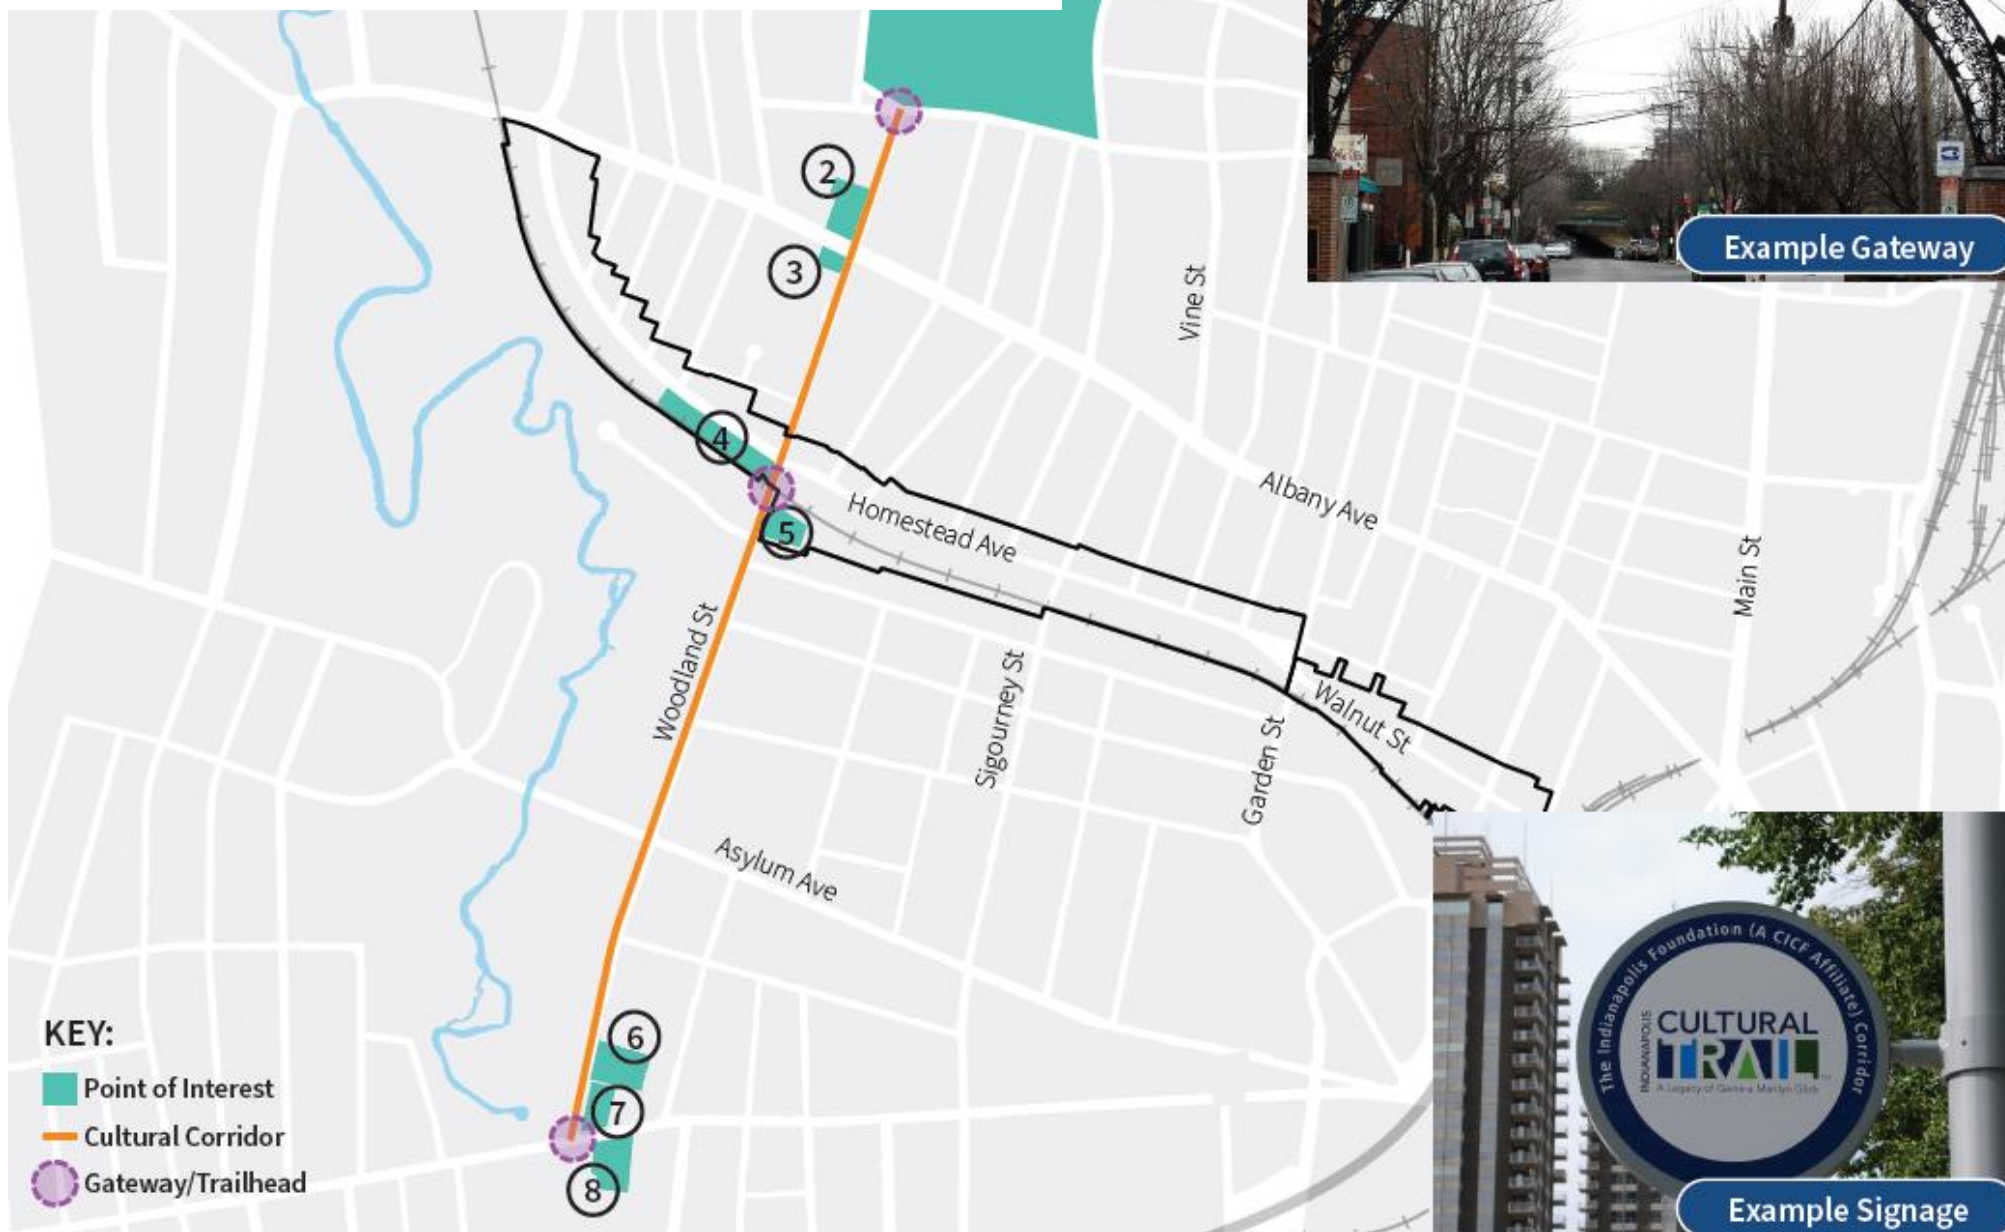 2
3
4
5
6
7
8
Vine St
Albany Ave
Homestead Ave
Main St
Woodland St
Sigourney St
Garden St
Walnut St
Asylum Ave
KEY:
Point of Interest
Cultural Corridor
Gateway/Trailhead
Example Gateway
The Indianapolis Foundation (A CICF Affiliate) Corridor
INDIANAPOLIS
CULTURAL
TRAIL
Example Signage